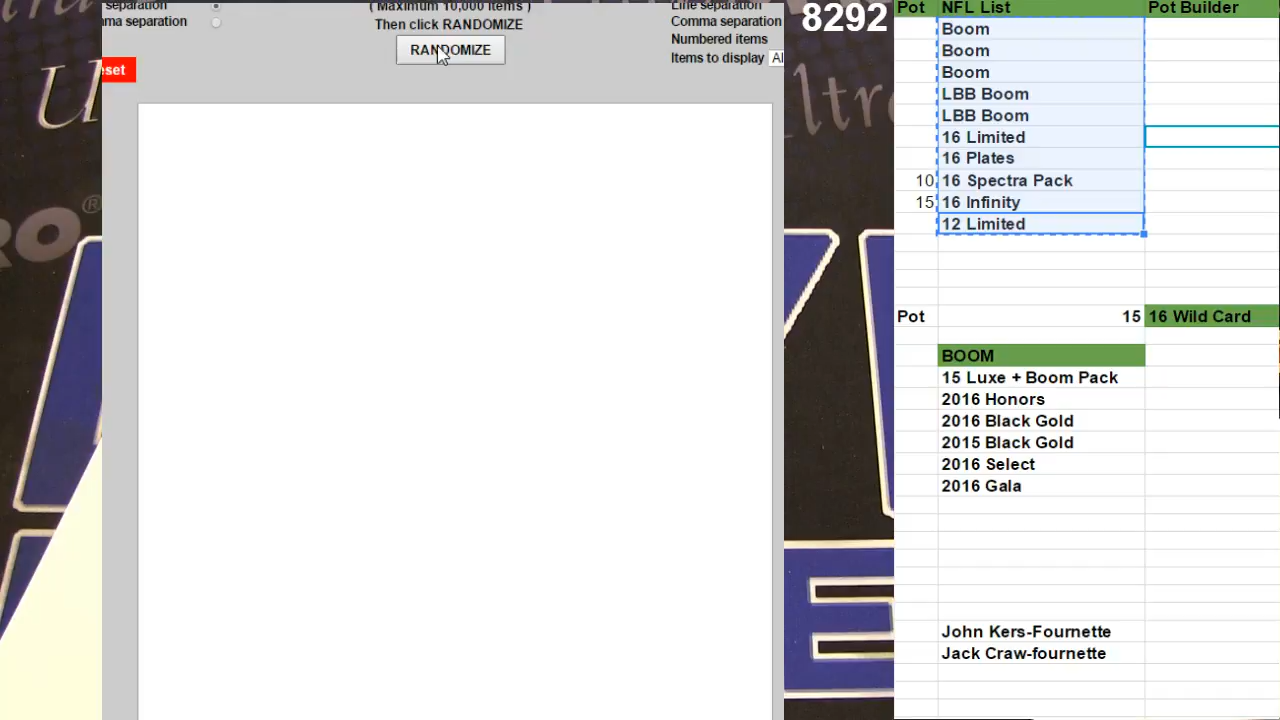 separation
nma separation
( Maximum 10,000 items )
Then click RANDOMIZE
RANDOMIZE
Line separation
Comma separation
Numbered items
Items to display Al
eset
8292
Pot NFL List Pot Builder
Boom
Boom
Boom
LBB Boom
LBB Boom
16 Limited
16 Plates
10 16 Spectra Pack
15 16 Infinity
12 Limited
Pot 15 16 Wild Card
BOOM
15 Luxe + Boom Pack
2016 Honors
2016 Black Gold
2015 Black Gold
2016 Select
2016 Gala
John Kers-Fournette
Jack Craw-fournette